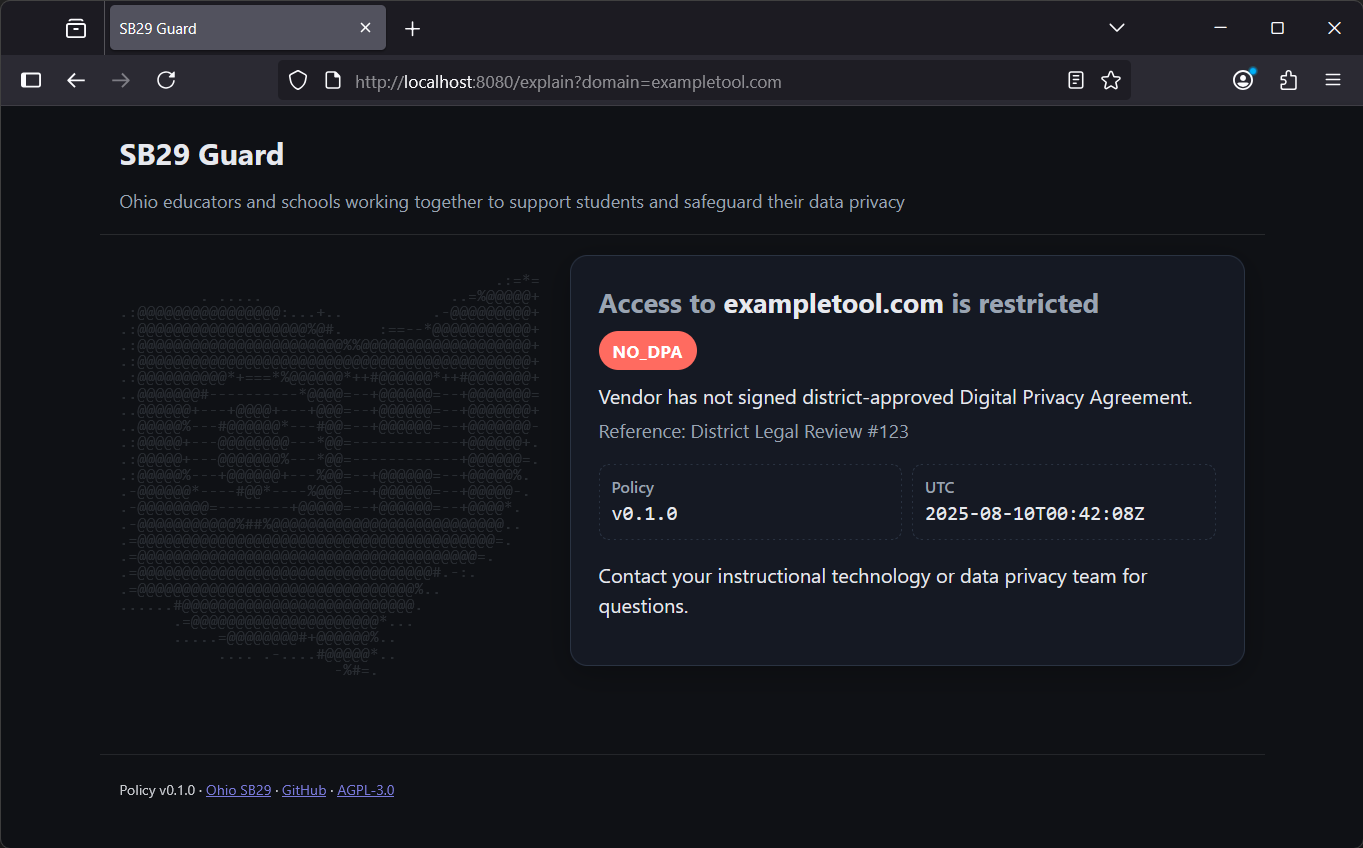 SB29 Guard
http://localhost:8080/explain?domain=exampletool.com
SB29 Guard
Ohio educators and schools working together to support students and safeguard their data privacy
Access to exampletool.com is restricted
NO_DPA
Vendor has not signed district-approved Digital Privacy Agreement.
Reference: District Legal Review #123
Policy
v0.1.0
UTC
2025-08-10T00:42:08Z
Contact your instructional technology or data privacy team for
questions.
Policy v0.1.0 · Ohio SB29 · GitHub · AGPL-3.0